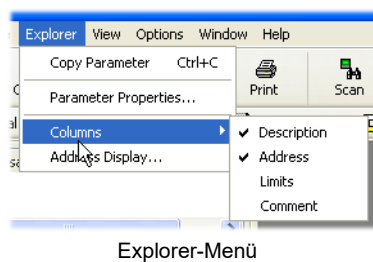 Explorer View Options Window Help
Copy Parameter Ctrl+C
Print Scan
Parameter Properties...
Columns
Description
Address Display...
Address
Limits
Comment
Explorer-Menü